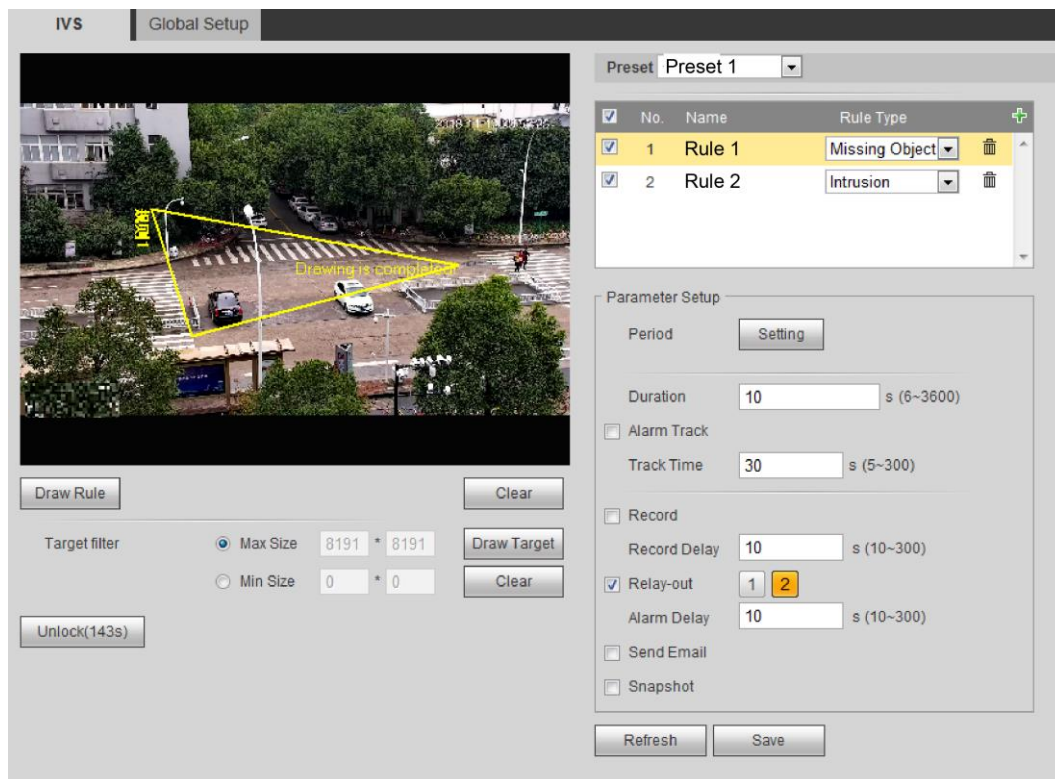 IVS Global Setup
Drawing is completed!
Draw Rule Clear
Target filter Max Size 8191 * 8191 Draw Target
Min Size 0 * 0 Clear
Unlock(143s)
Preset Preset 1
No. Name Rule Type
1 Rule 1 Missing Object
2 Rule 2 Intrusion
Parameter Setup
Period Setting
Duration 10 s (6~3600)
Alarm Track
Track Time 30 s (5~300)
Record
Record Delay 10 s (10~300)
Relay-out 1 2
Alarm Delay 10 s (10~300)
Send Email
Snapshot
Refresh Save